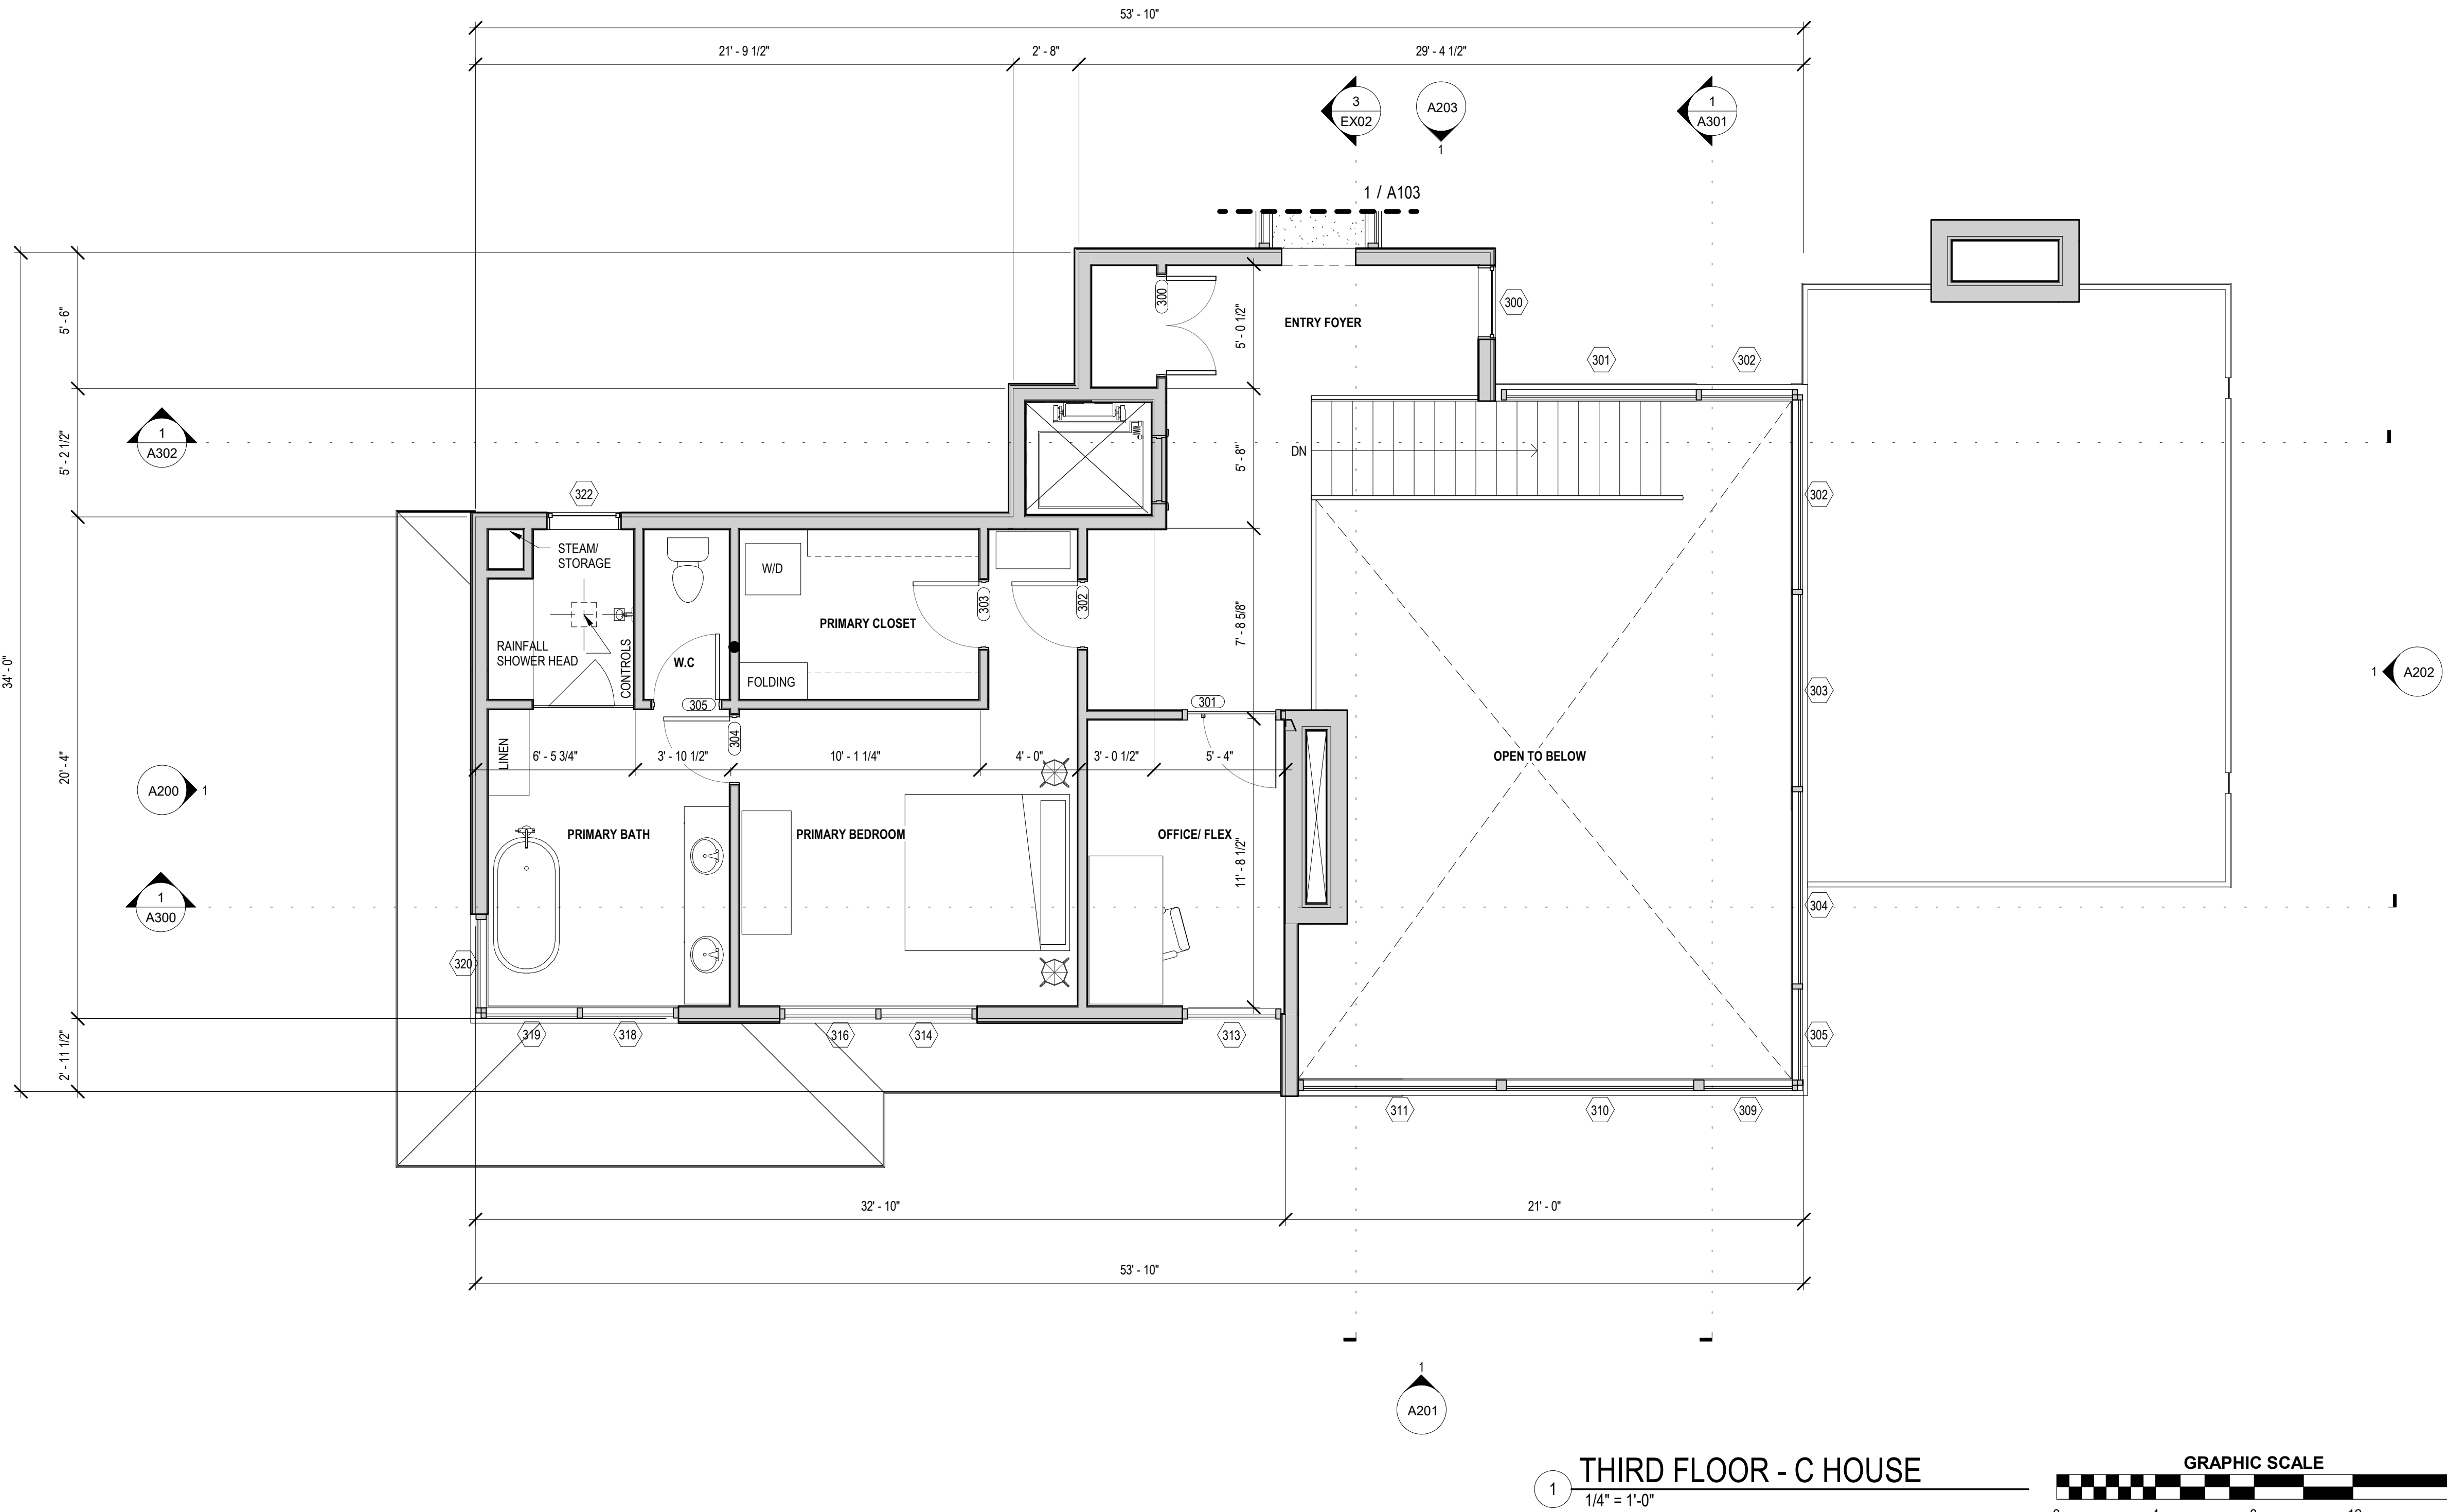 53' - 10"
21' - 9 1/2"
2' - 8"
29' - 4 1/2"
3
EX02
A203
1
1
A301
1 / A103
300
ENTRY FOYER
300
301
302
5' - 6"
5' - 0 1/2"
1
A302
5' - 2 1/2"
5' - 8"
DN
322
302
STEAM/
STORAGE
W/D
303
302
RAINFALL
SHOWER HEAD
CONTROLS
W.C
PRIMARY CLOSET
7' - 8 5/8"
34' - 0"
FOLDING
305
301
303
1
A202
304
LINEN
6' - 5 3/4"
3' - 10 1/2"
10' - 1 1/4"
4' - 0"
3' - 0 1/2"
5' - 4"
OPEN TO BELOW
20' - 4"
A200
1
PRIMARY BATH
PRIMARY BEDROOM
OFFICE/ FLEX
11' - 8 1/2"
1
A300
304
320
319
318
316
314
313
305
2' - 11 1/2"
311
310
309
32' - 10"
21' - 0"
53' - 10"
1
A201
1
THIRD FLOOR - C HOUSE
1/4" = 1'-0"
GRAPHIC SCALE